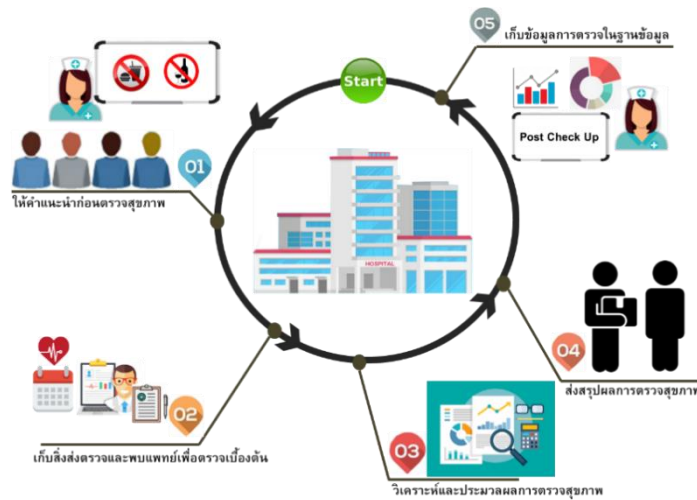 Start
01
ให้คำแนะนำก่อนตรวจสุขภาพ
02
เก็บสิ่งส่งตรวจและพบแพทย์เพื่อตรวจเบื้องต้น
03
วิเคราะห์และประมวลผลการตรวจสุขภาพ
04
ส่งสรุปผลการตรวจสุขภาพ
05
เก็บข้อมูลการตรวจในฐานข้อมูล
Post Check Up
HOSPITAL